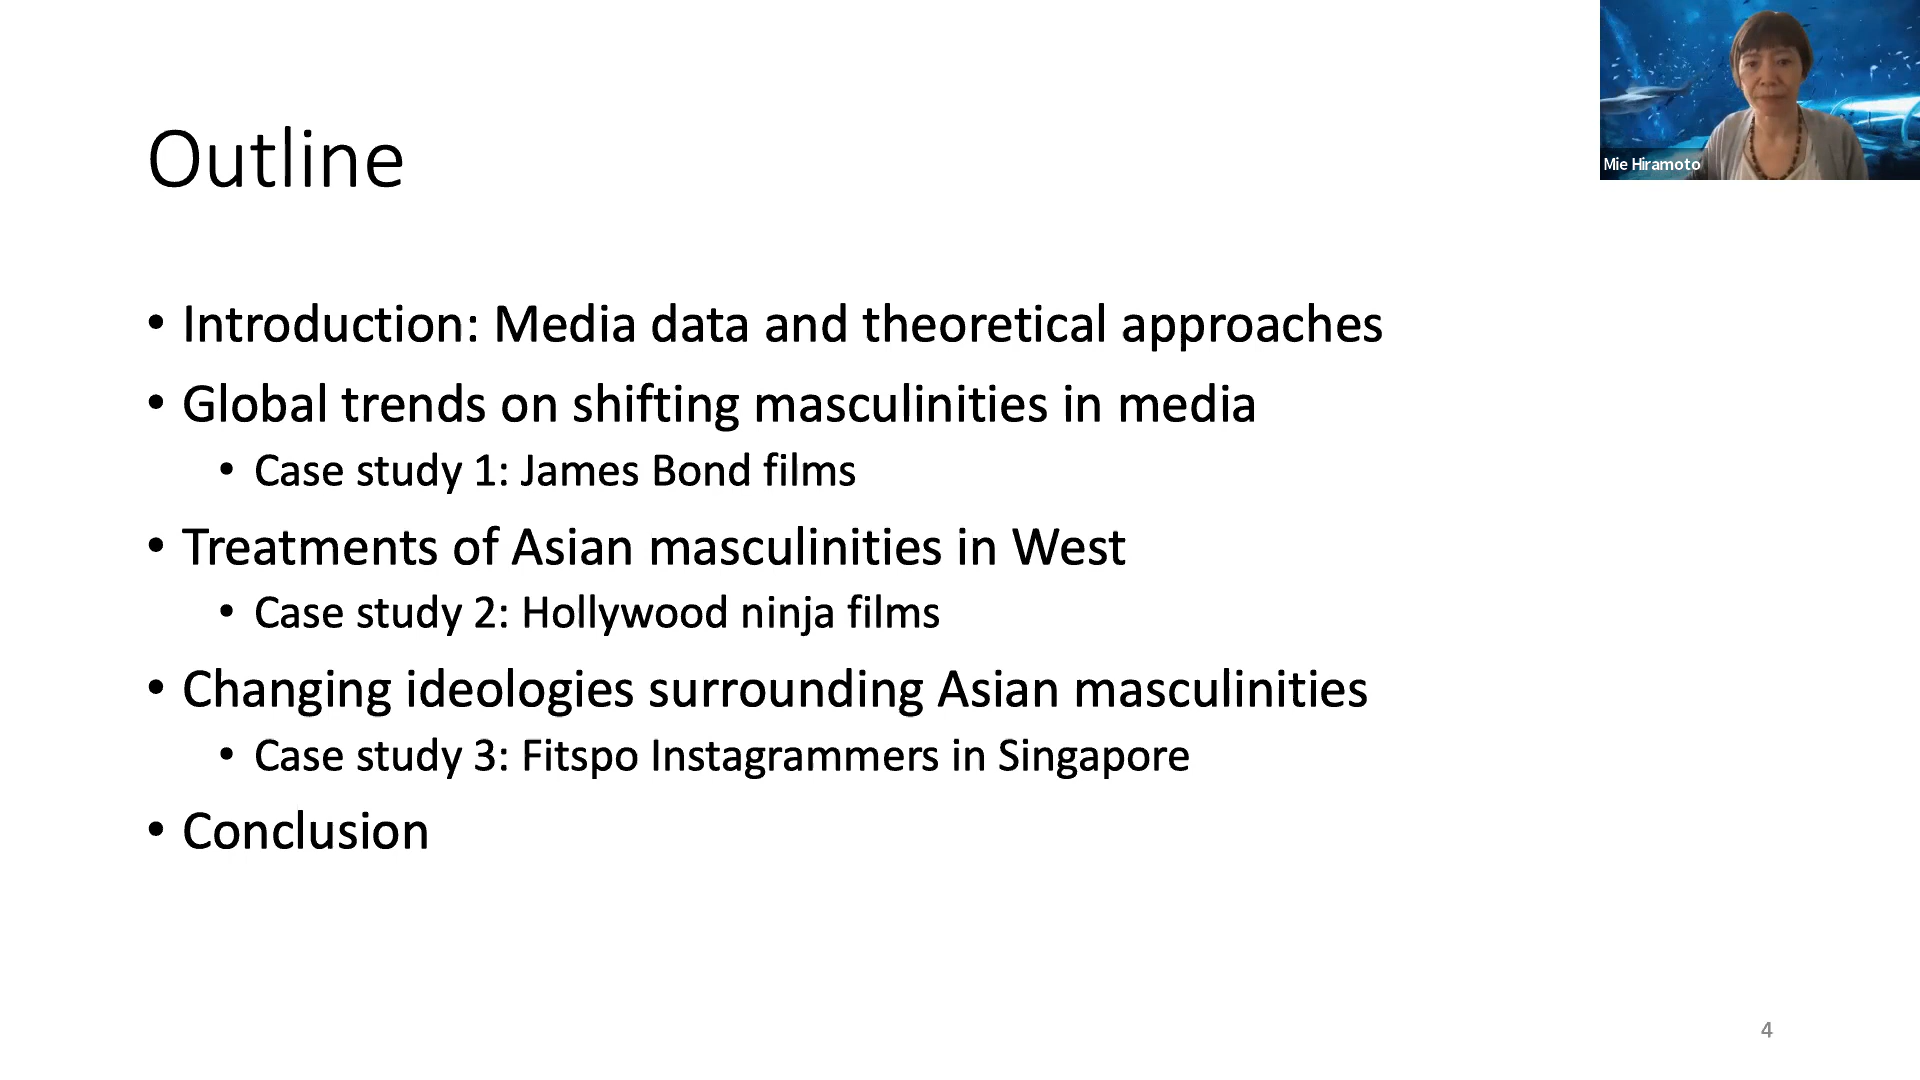 Outline
Mie Hiramoto
• Introduction: Media data and theoretical approaches
• Global trends on shifting masculinities in media
• Case study 1: James Bond films
• Treatments of Asian masculinities in West
• Case study 2: Hollywood ninja films
• Changing ideologies surrounding Asian masculinities
• Case study 3: Fitspo Instagrammers in Singapore
• Conclusion
4